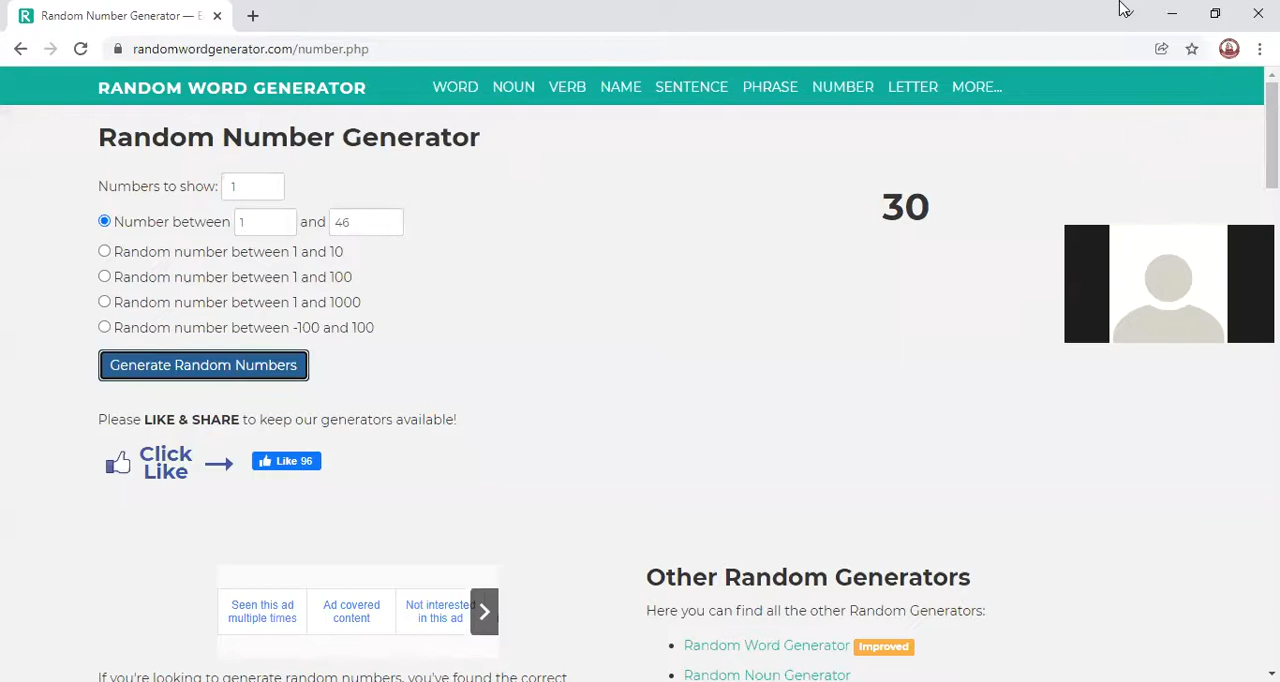 Random Number Generator — E
randomwordgenerator.com/number.php
RANDOM WORD GENERATOR WORD NOUN VERB NAME SENTENCE PHRASE NUMBER LETTER MORE...
Random Number Generator
Numbers to show: 1
30
Number between 1 and 46
Random number between 1 and 10
Random number between 1 and 100
Random number between 1 and 1000
Random number between -100 and 100
Generate Random Numbers
Please LIKE & SHARE to keep our generators available!
Click
Like
Like 96
Seen this ad
multiple times
Ad covered
content
Not interested
in this ad
Other Random Generators
Here you can find all the other Random Generators:
Random Word Generator Improved
Random Noun Generator
If you're looking to generate random numbers, you've found the correct